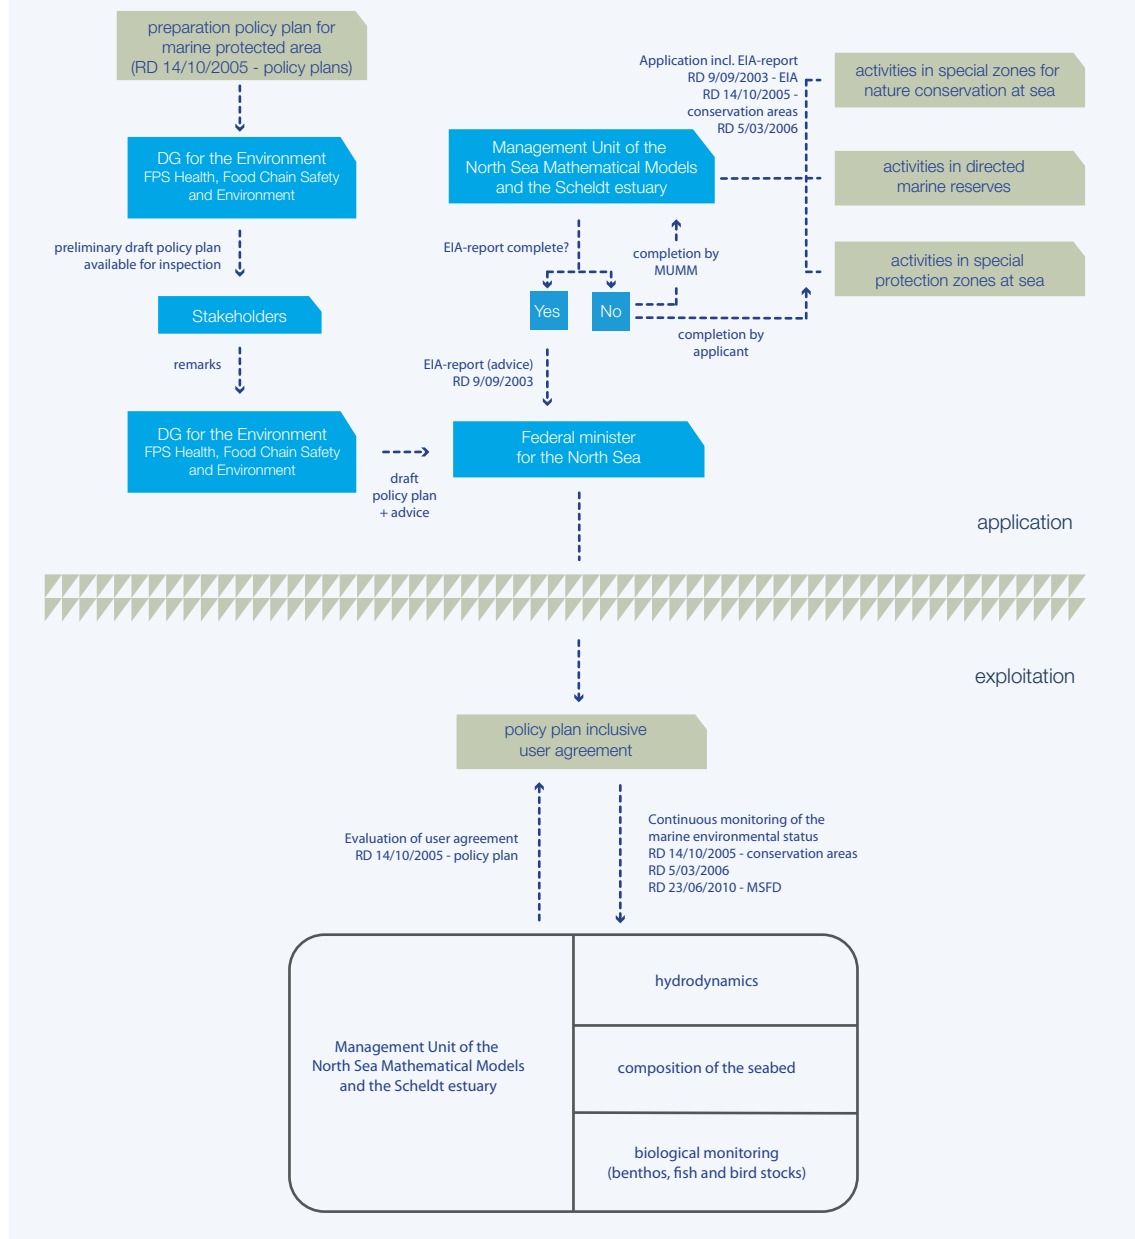 preparation policy plan for
marine protected area
(RD 14/10/2005 - policy plans)
DG for the Environment
FPS Health, Food Chain Safety
and Environment
preliminary draft policy plan
available for inspection
Stakeholders
remarks
DG for the Environment
FPS Health, Food Chain Safety
and Environment
draft
policy plan
+ advice
Application incl. EIA-report
RD 9/09/2003 - EIA
RD 14/10/2005 -
conservation areas
RD 5/03/2006
activities in special zones for
nature conservation at sea
activities in directed
marine reserves
activities in special
protection zones at sea
Management Unit of the
North Sea Mathematical Models
and the Scheldt estuary
EIA-report complete?
completion by
MUMM
Yes
No
completion by
applicant
EIA-report (advice)
RD 9/09/2003
Federal minister
for the North Sea
application
exploitation
policy plan inclusive
user agreement
Evaluation of user agreement
RD 14/10/2005 - policy plan
Continuous monitoring of the
marine environmental status
RD 14/10/2005 - conservation areas
RD 5/03/2006
RD 23/06/2010 - MSFD
Management Unit of the
North Sea Mathematical Models
and the Scheldt estuary
hydrodynamics
composition of the seabed
biological monitoring
(benthos, fish and bird stocks)